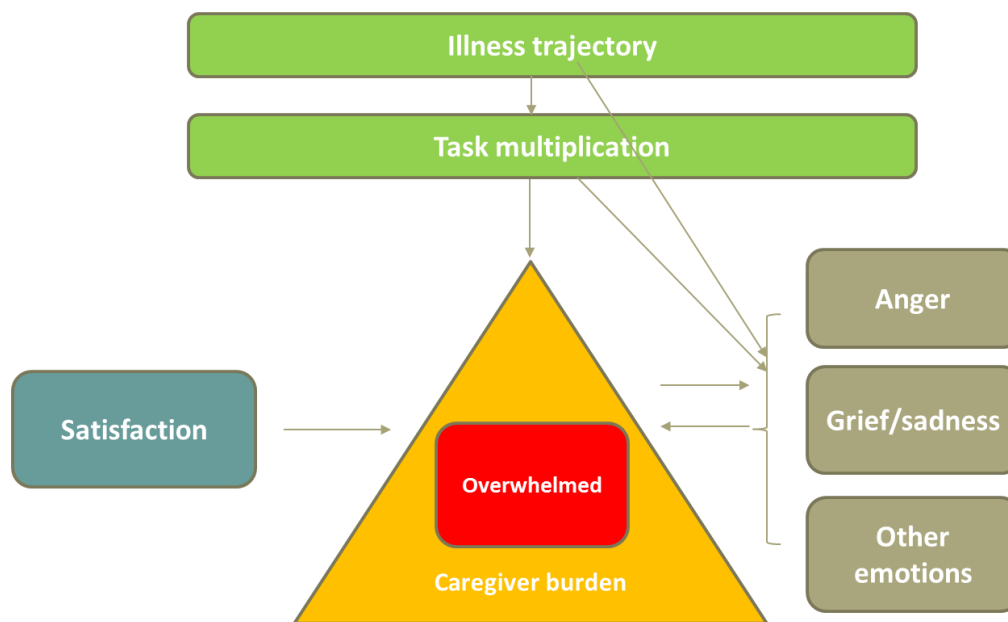 Illness trajectory
Task multiplication
Anger
Satisfaction
Grief/sadness
Overwhelmed
Caregiver burden
Other
emotions